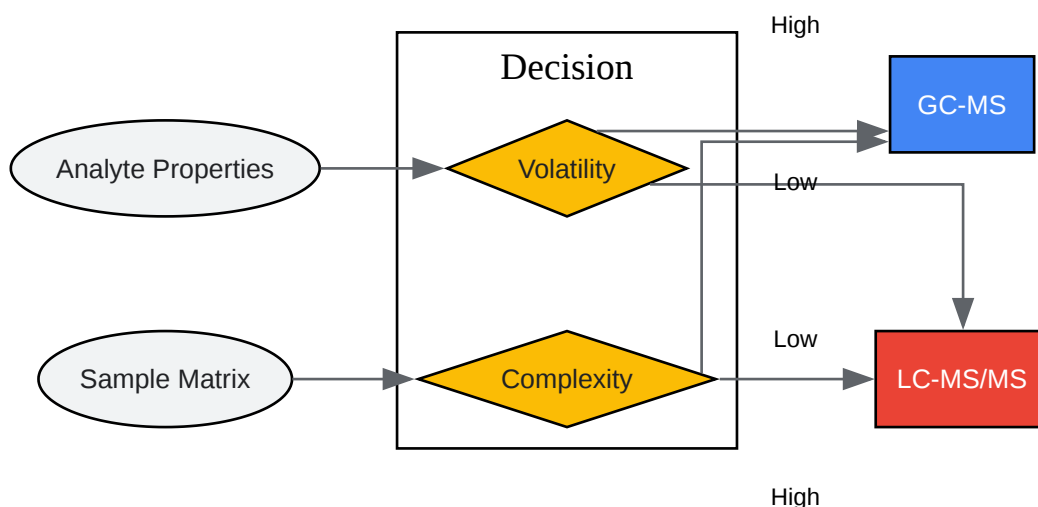 High
Decision
GC-MS
Analyte Properties
Volatility
Low
Low
Sample Matrix
Complexity
LC-MS/MS
High